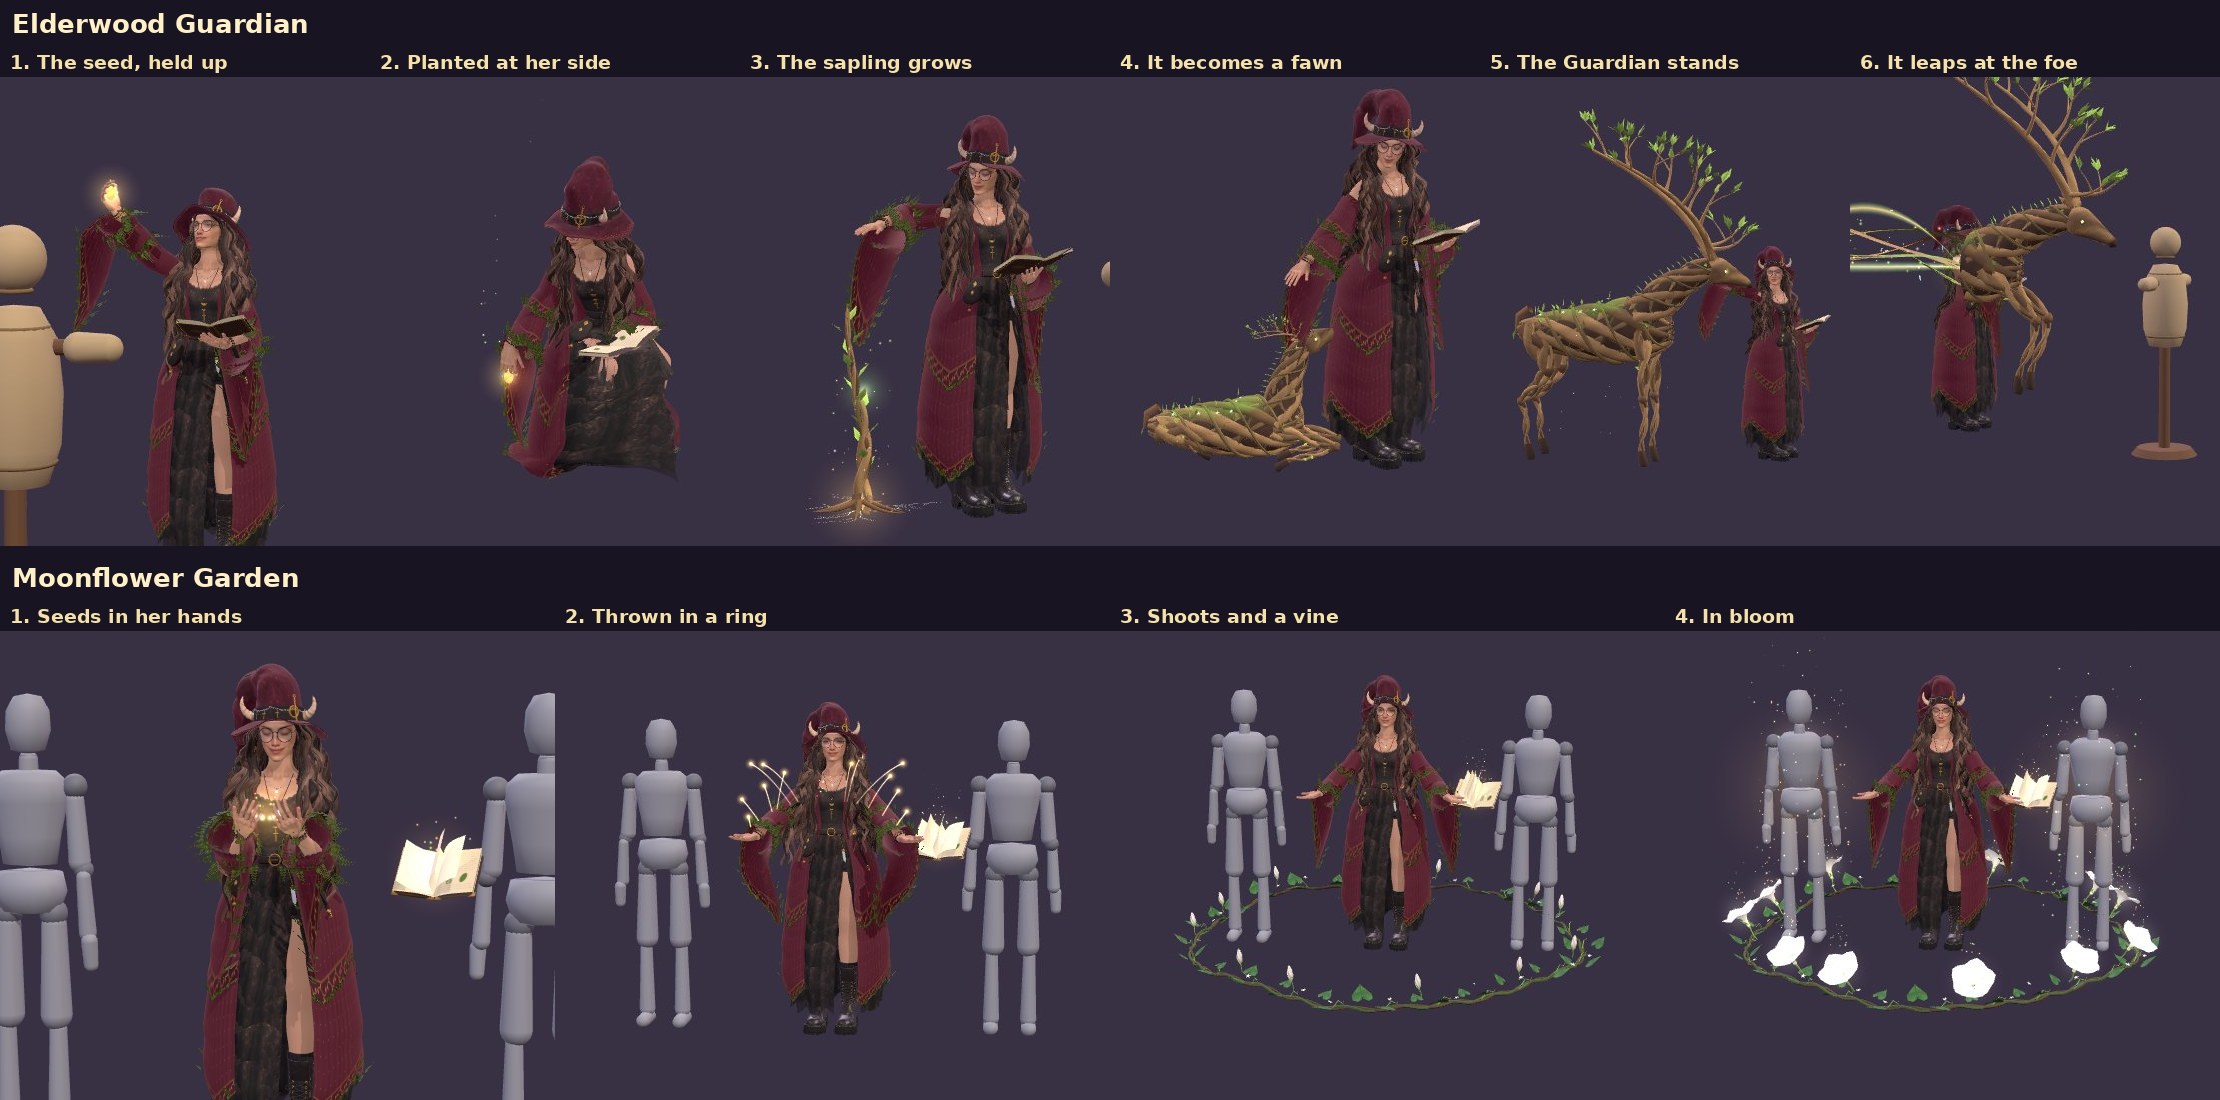 Elderwood Guardian
1. The seed, held up
2. Planted at her side
3. The sapling grows
4. It becomes a fawn
5. The Guardian stands
6. It leaps at the foe
Moonflower Garden
1. Seeds in her hands
2. Thrown in a ring
3. Shoots and a vine
4. In bloom